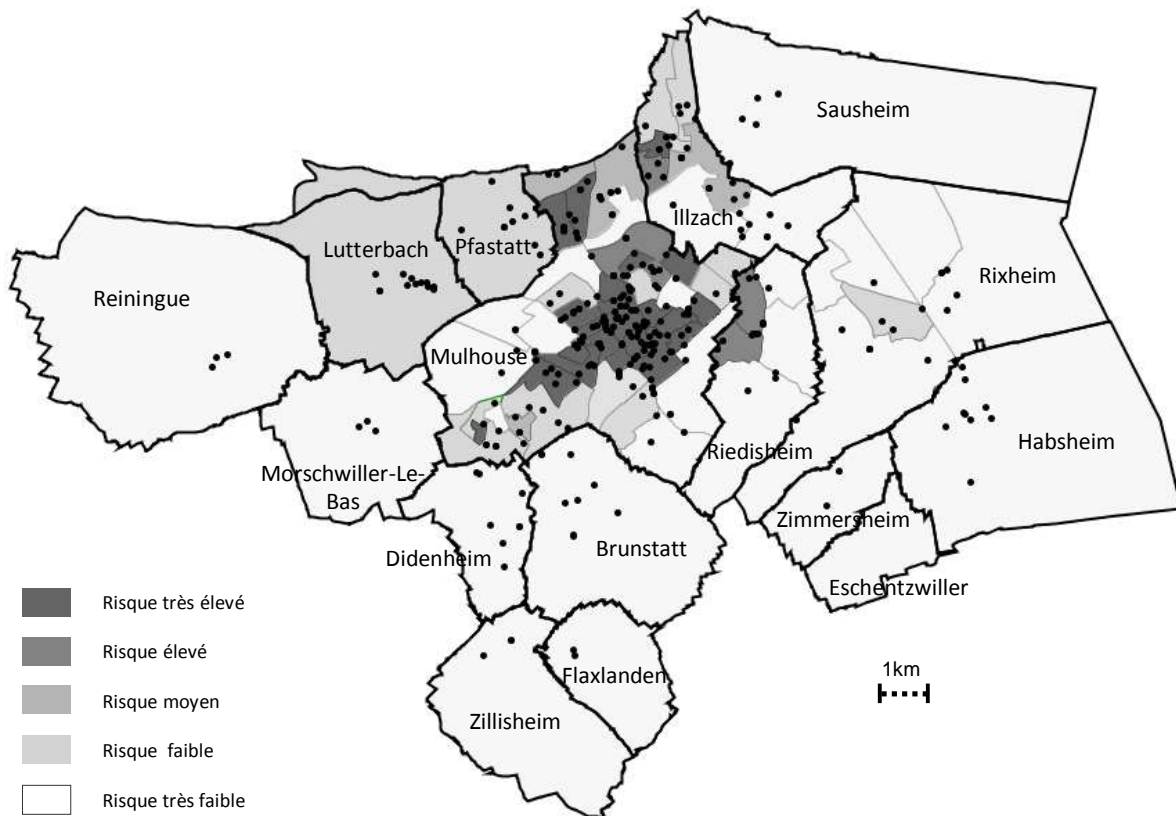 Sausheim
Illzach
Lutterbach
Pfastatt
Reiningue
Rixheim
Mulhouse
Habsheim
Riedisheim
Morschwiller-Le-
Bas
Zimmersheim
Didenheim
Brunstatt
Eschentzwiller
Flaxlanden
Zillisheim
1km
Risque très élevé
Risque élevé
Risque moyen
Risque faible
Risque très faible